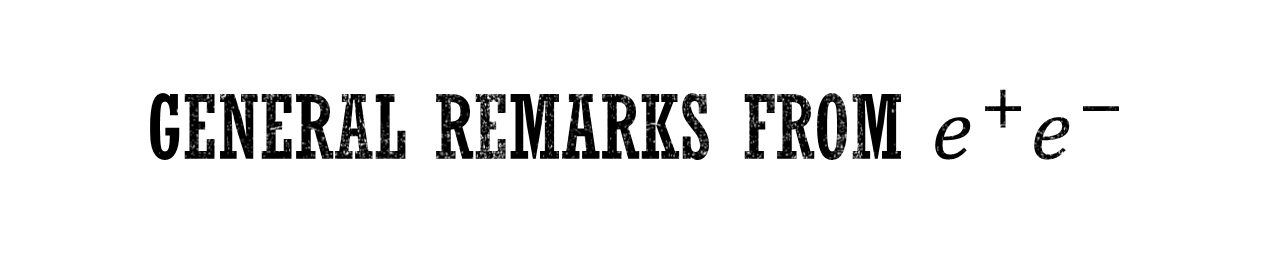 GENERAL REMARKS FROM e⁺e⁻